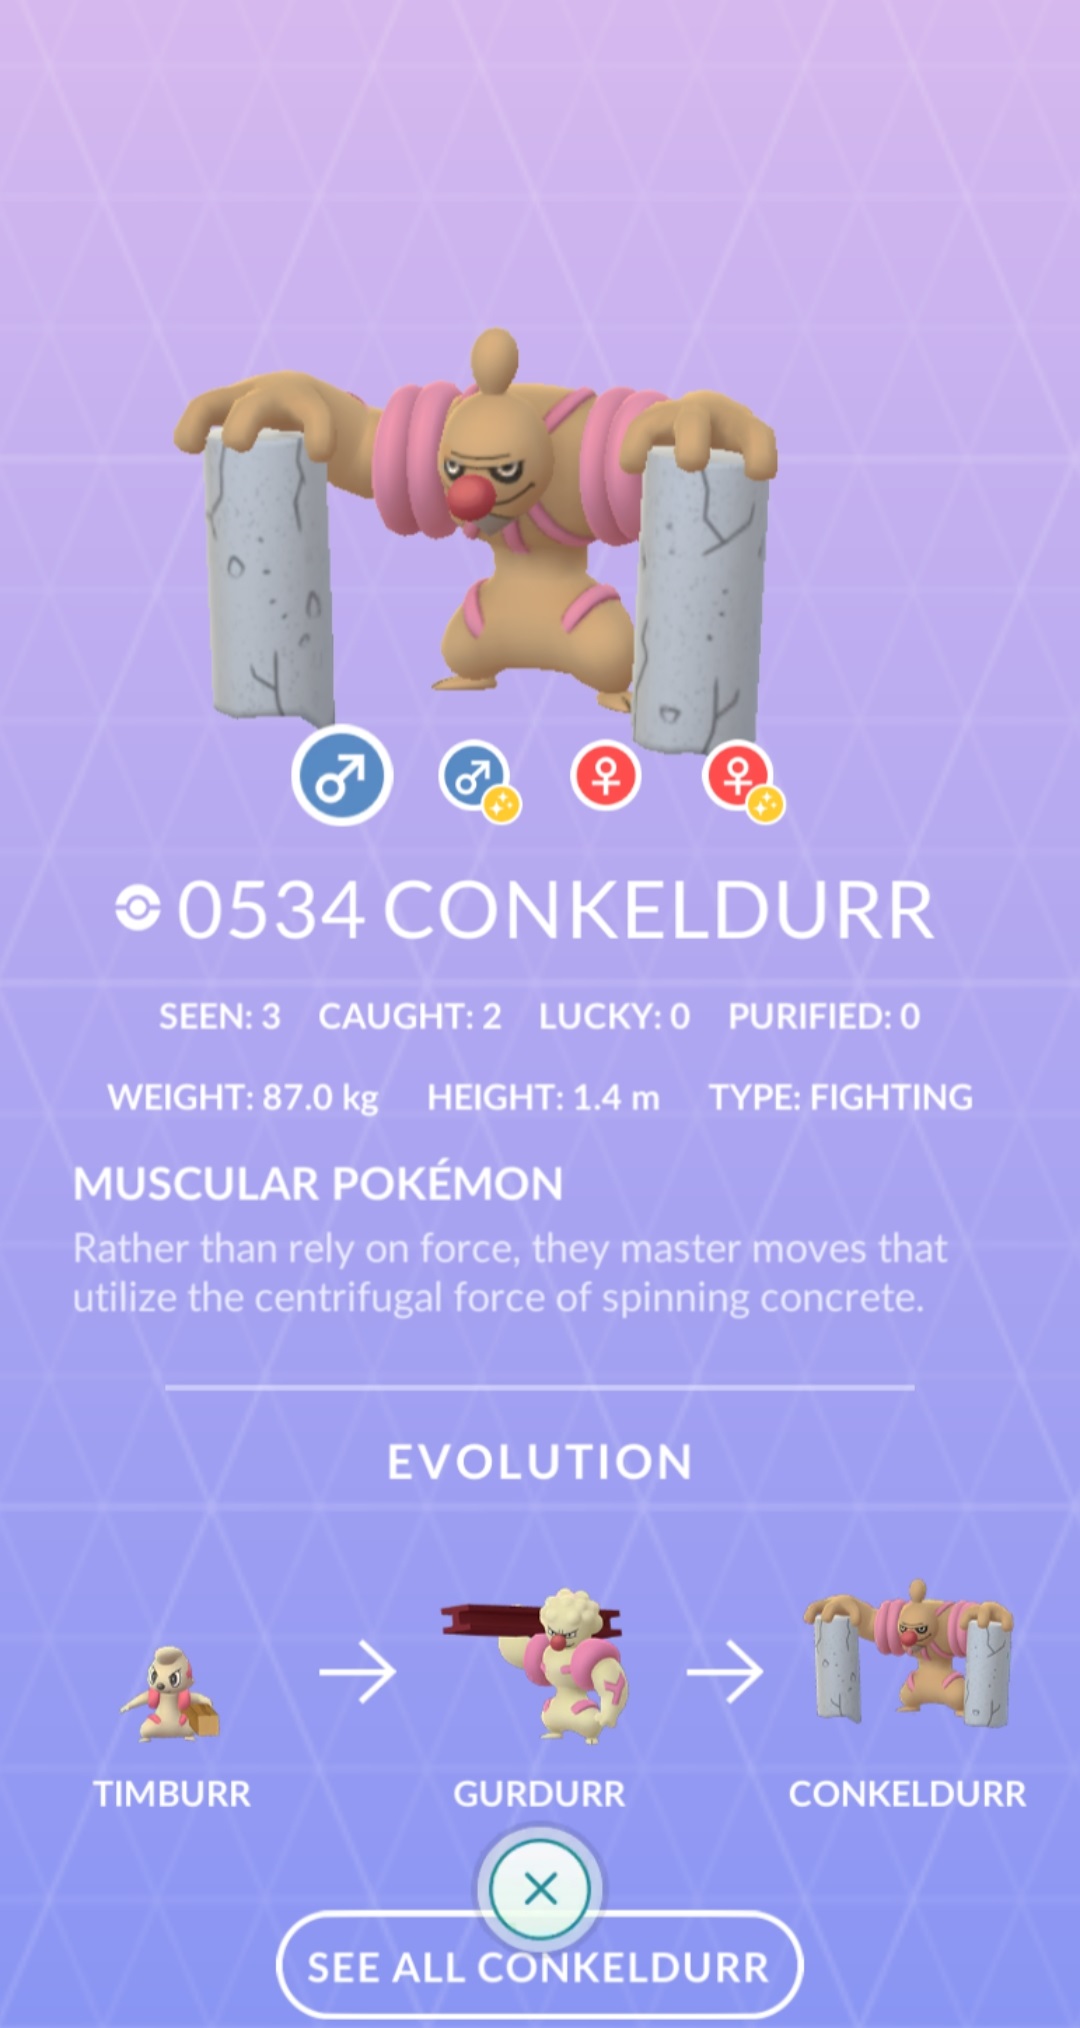 0534 CONKELDURR
SEEN: 3 CAUGHT: 2 LUCKY: 0 PURIFIED: 0
WEIGHT: 87.0 kg HEIGHT: 1.4 m TYPE: FIGHTING
MUSCULAR POKÉMON
Rather than rely on force, they master moves that
utilize the centrifugal force of spinning concrete.
EVOLUTION
TIMBURR GURDURR CONKELDURR
SEE ALL CONKELDURR